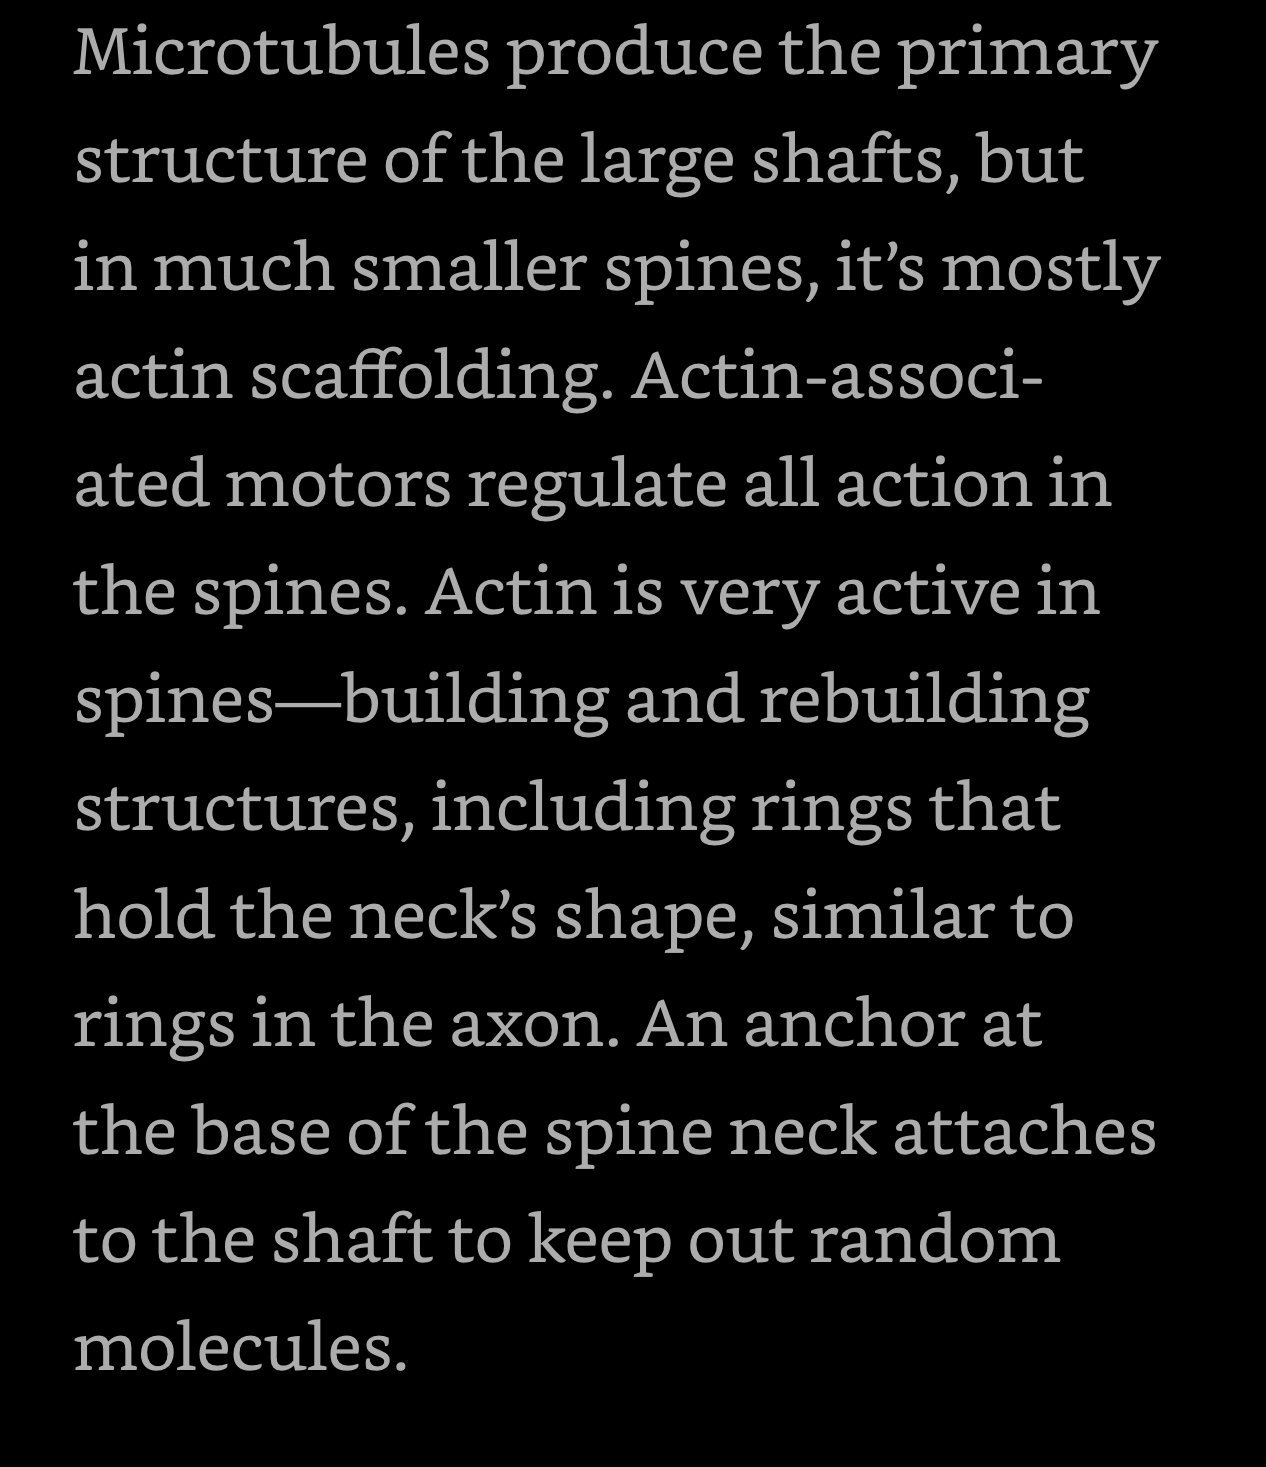 Microtubules produce the primary
structure of the large shafts, but
in much smaller spines, it’s mostly
actin scaffolding. Actin-associ-
ated motors regulate all action in
the spines. Actin is very active in
spines—building and rebuilding
structures, including rings that
hold the neck’s shape, similar to
rings in the axon. An anchor at
the base of the spine neck attaches
to the shaft to keep out random
molecules.